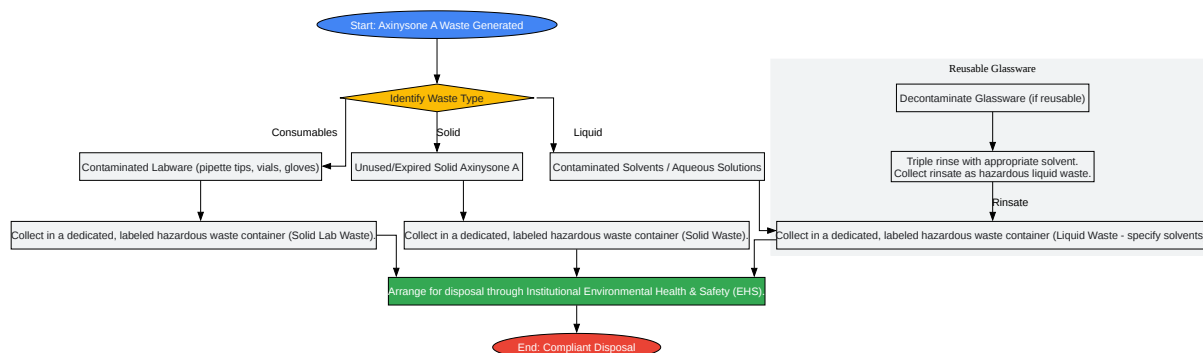 Start: Axinysone A Waste Generated
Reusable Glassware
Identify Waste Type
Decontaminate Glassware (if reusable)
Consumables
Solid
Liquid
Contaminated Labware (pipette tips, vials, gloves)
Unused/Expired Solid Axinysone A
Contaminated Solvents / Aqueous Solutions
Triple rinse with appropriate solvent.
Collect rinsate as hazardous liquid waste.
Rinsate
Collect in a dedicated, labeled hazardous waste container (Solid Lab Waste).
Collect in a dedicated, labeled hazardous waste container (Solid Waste).
Collect in a dedicated, labeled hazardous waste container (Liquid Waste - specify solvents
Arrange for disposal through Institutional Environmental Health & Safety (EHS).
End: Compliant Disposal